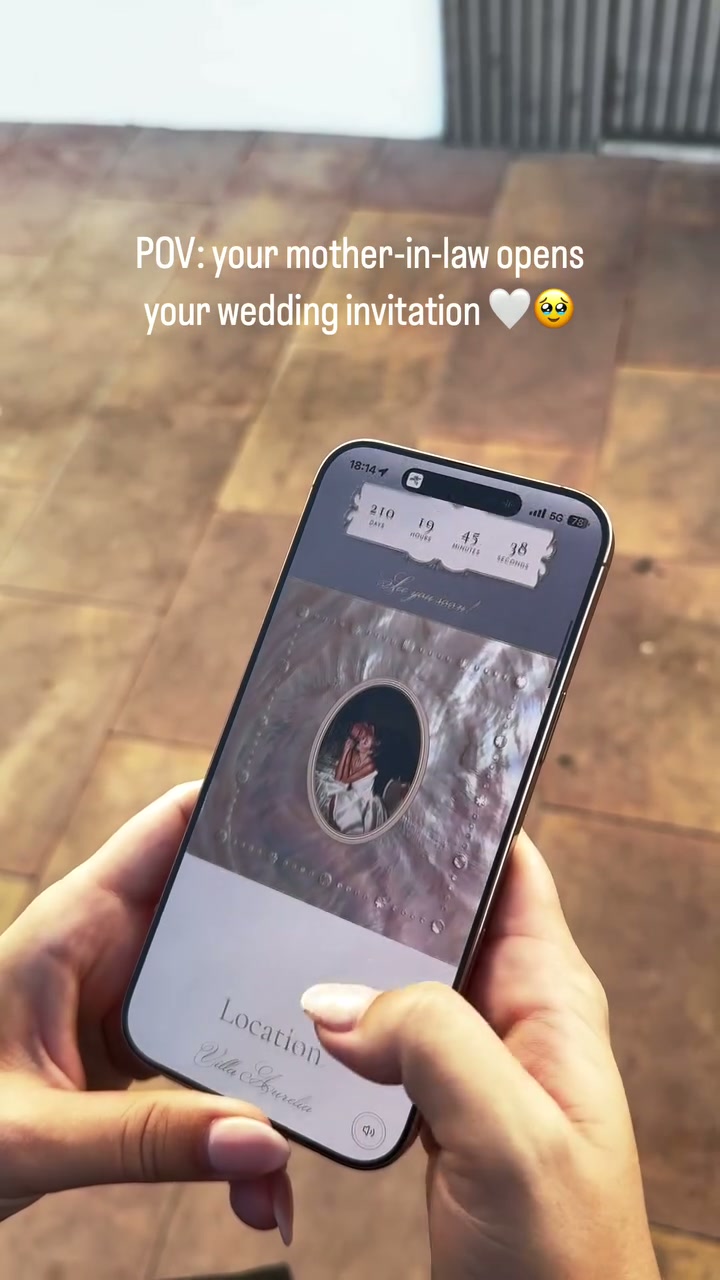 POV: your mother-in-law opens
your wedding invitation 🤍🥹
18:14
5G 78
210 19 45 38
DAYS HOURS MINUTES SECONDS
See you soon!
Location
Villa Aurelia